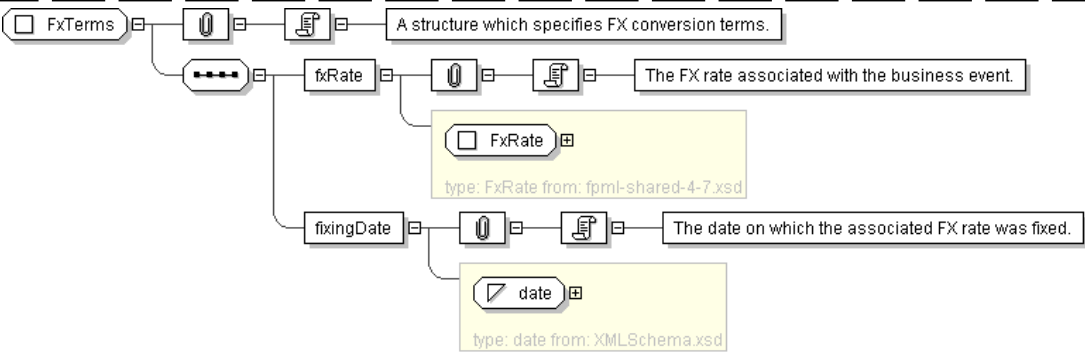 FxTerms
A structure which specifies FX conversion terms.
fxRate
The FX rate associated with the business event.
FxRate
type: FxRate from: fpml-shared-4-7.xsd
fixingDate
The date on which the associated FX rate was fixed.
date
type: date from: XMLSchema.xsd